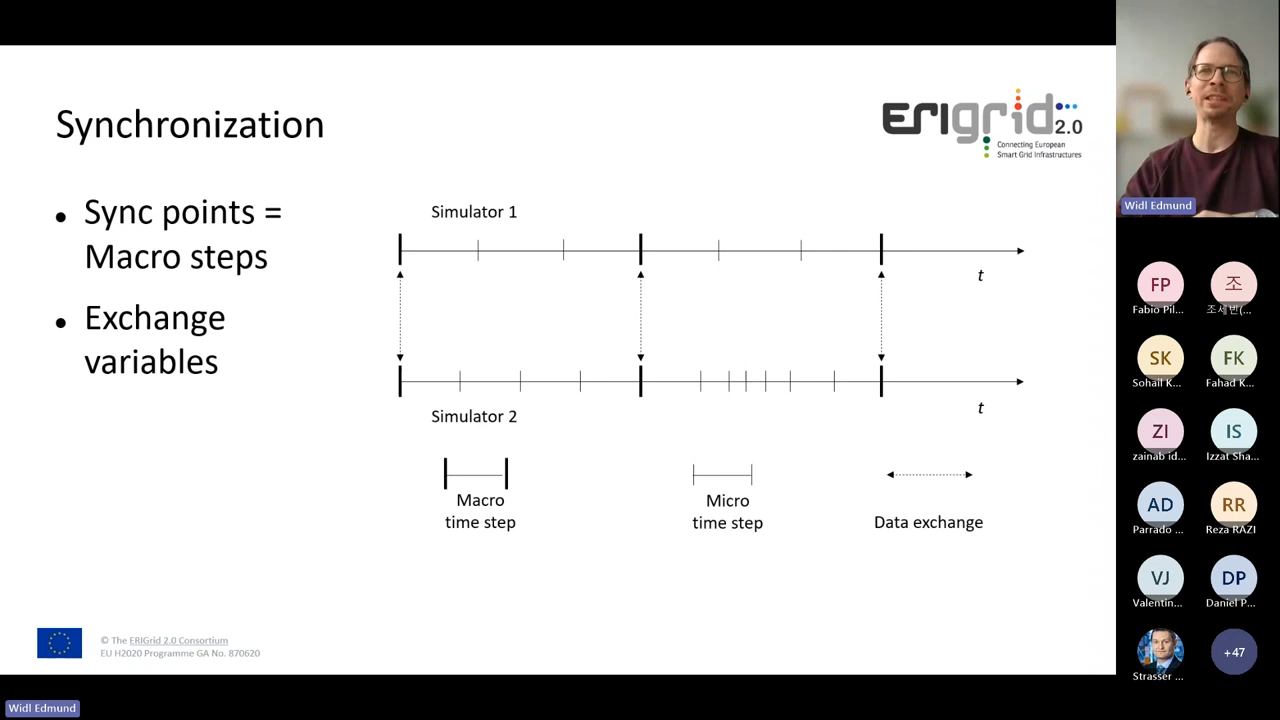 Synchronization
ERIgrid 2.0
Connecting European
Smart Grid Infrastructures
● Sync points =
Macro steps
● Exchange
variables
Simulator 1
t
Simulator 2
t
Macro
time step
Micro
time step
Data exchange
© The ERIGrid 2.0 Consortium
EU H2020 Programme GA No. 870620
Widl Edmund
Widl Edmund
FP
Fabio Pil...
조
조세빈(...
SK
Sohail K...
FK
Fahad K...
ZI
zainab id...
IS
Izzat Sha...
AD
Parrado ...
RR
Reza RAZI
VJ
Valentin...
DP
Daniel P...
Strasser ...
+47